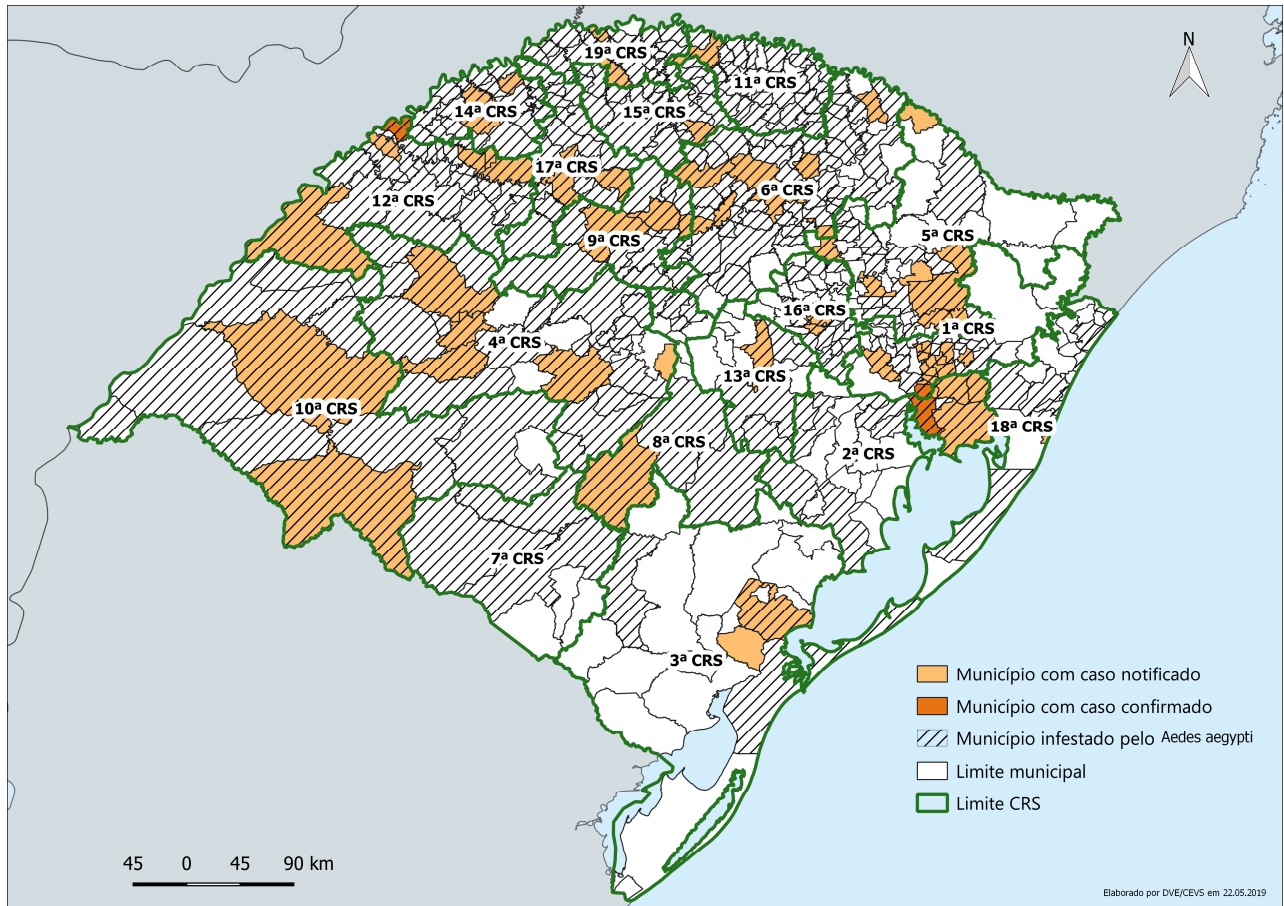 N
19ª CRS
11ª CRS
14ª CRS
15ª CRS
17ª CRS
6ª CRS
12ª CRS
5ª CRS
9ª CRS
16ª CRS
1ª CRS
4ª CRS
13ª CRS
10ª CRS
18ª CRS
8ª CRS
2ª CRS
7ª CRS
3ª CRS
Município com caso notificado
Município com caso confirmado
Município infestado pelo Aedes aegypti
Limite municipal
Limite CRS
45 0 45 90 km
Elaborado por DVE/CEVS em 22.05.2019